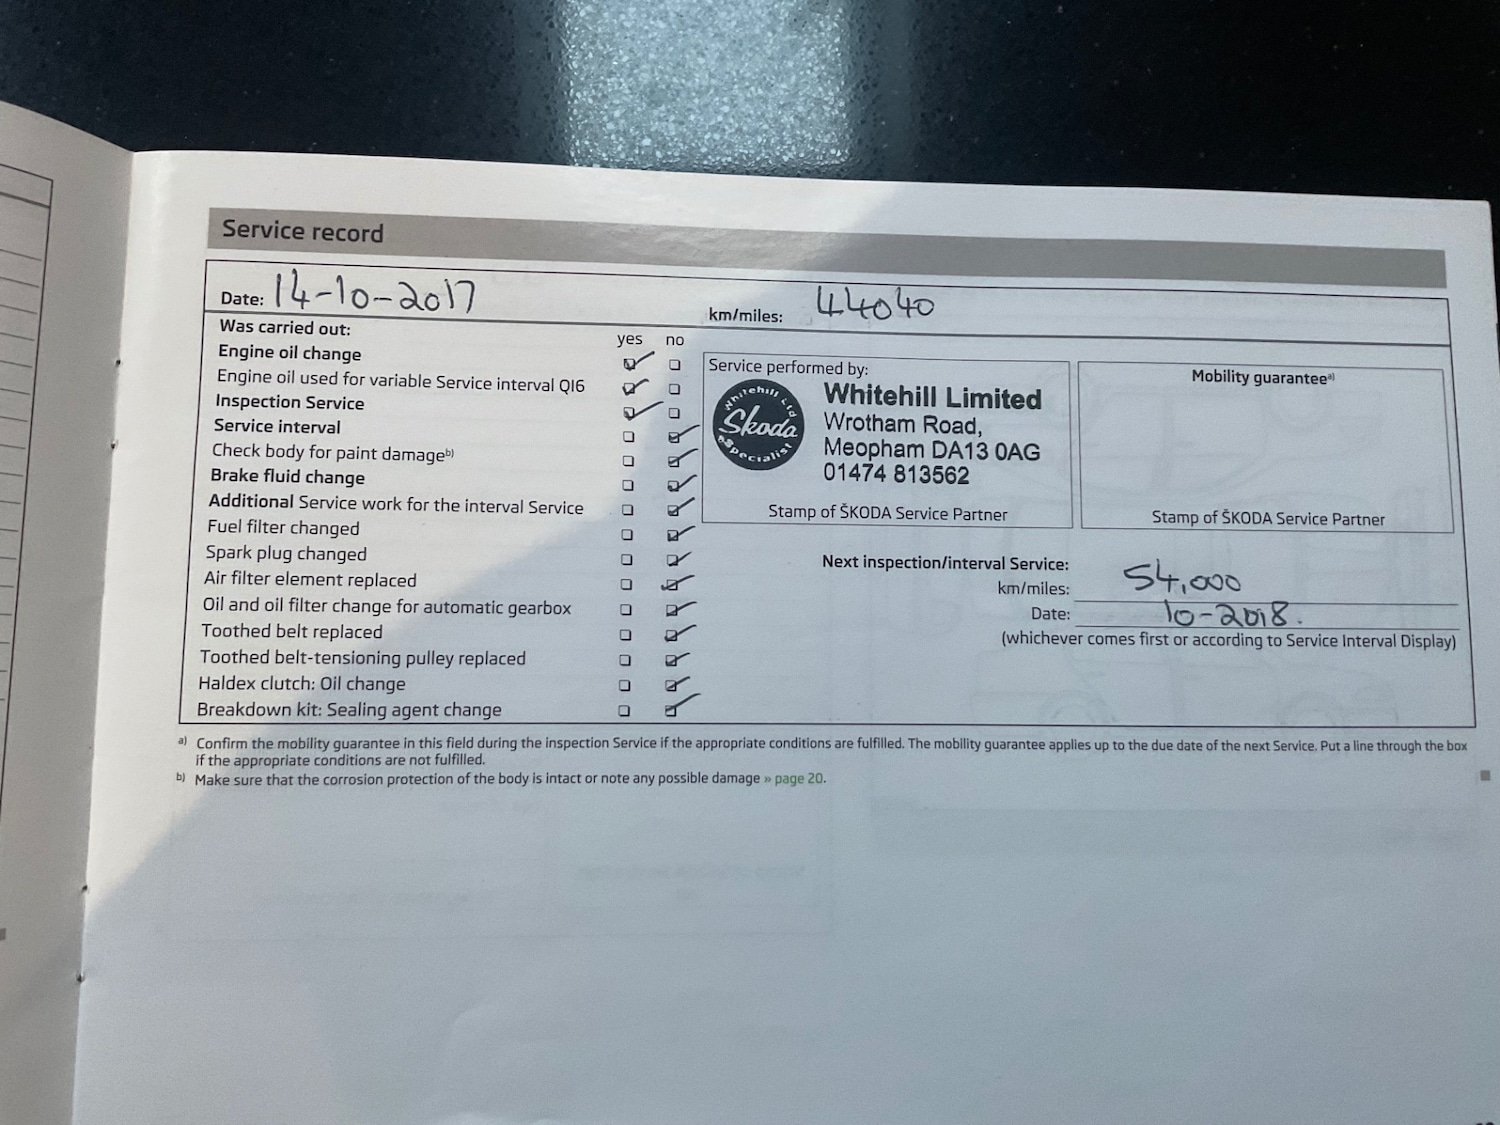 Service record
Date: 14-10-2017 km/miles: 44040
Was carried out: yes no
Engine oil change
Engine oil used for variable Service interval QI6
Inspection Service
Service interval
Check body for paint damage b)
Brake fluid change
Additional Service work for the interval Service
Fuel filter changed
Spark plug changed
Air filter element replaced
Oil and oil filter change for automatic gearbox
Toothed belt replaced
Toothed belt-tensioning pulley replaced
Haldex clutch: Oil change
Breakdown kit: Sealing agent change
Service performed by:
Whitehill Ltd
Skoda
Specialist
Whitehill Limited
Wrotham Road,
Meopham DA13 0AG
01474 813562
Stamp of ŠKODA Service Partner
Mobility guarantee a)
Stamp of ŠKODA Service Partner
Next inspection/interval Service:
km/miles: 54,000
Date: 10-2018.
(whichever comes first or according to Service Interval Display)
a) Confirm the mobility guarantee in this field during the inspection Service if the appropriate conditions are fulfilled. The mobility guarantee applies up to the due date of the next Service. Put a line through the box
if the appropriate conditions are not fulfilled.
b) Make sure that the corrosion protection of the body is intact or note any possible damage » page 20.